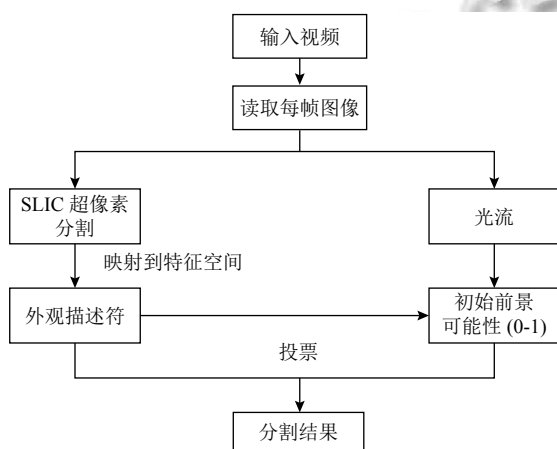 输入视频
读取每帧图像
SLIC 超像素
分割
光流
映射到特征空间
外观描述符
初始前景
可能性 (0-1)
投票
分割结果